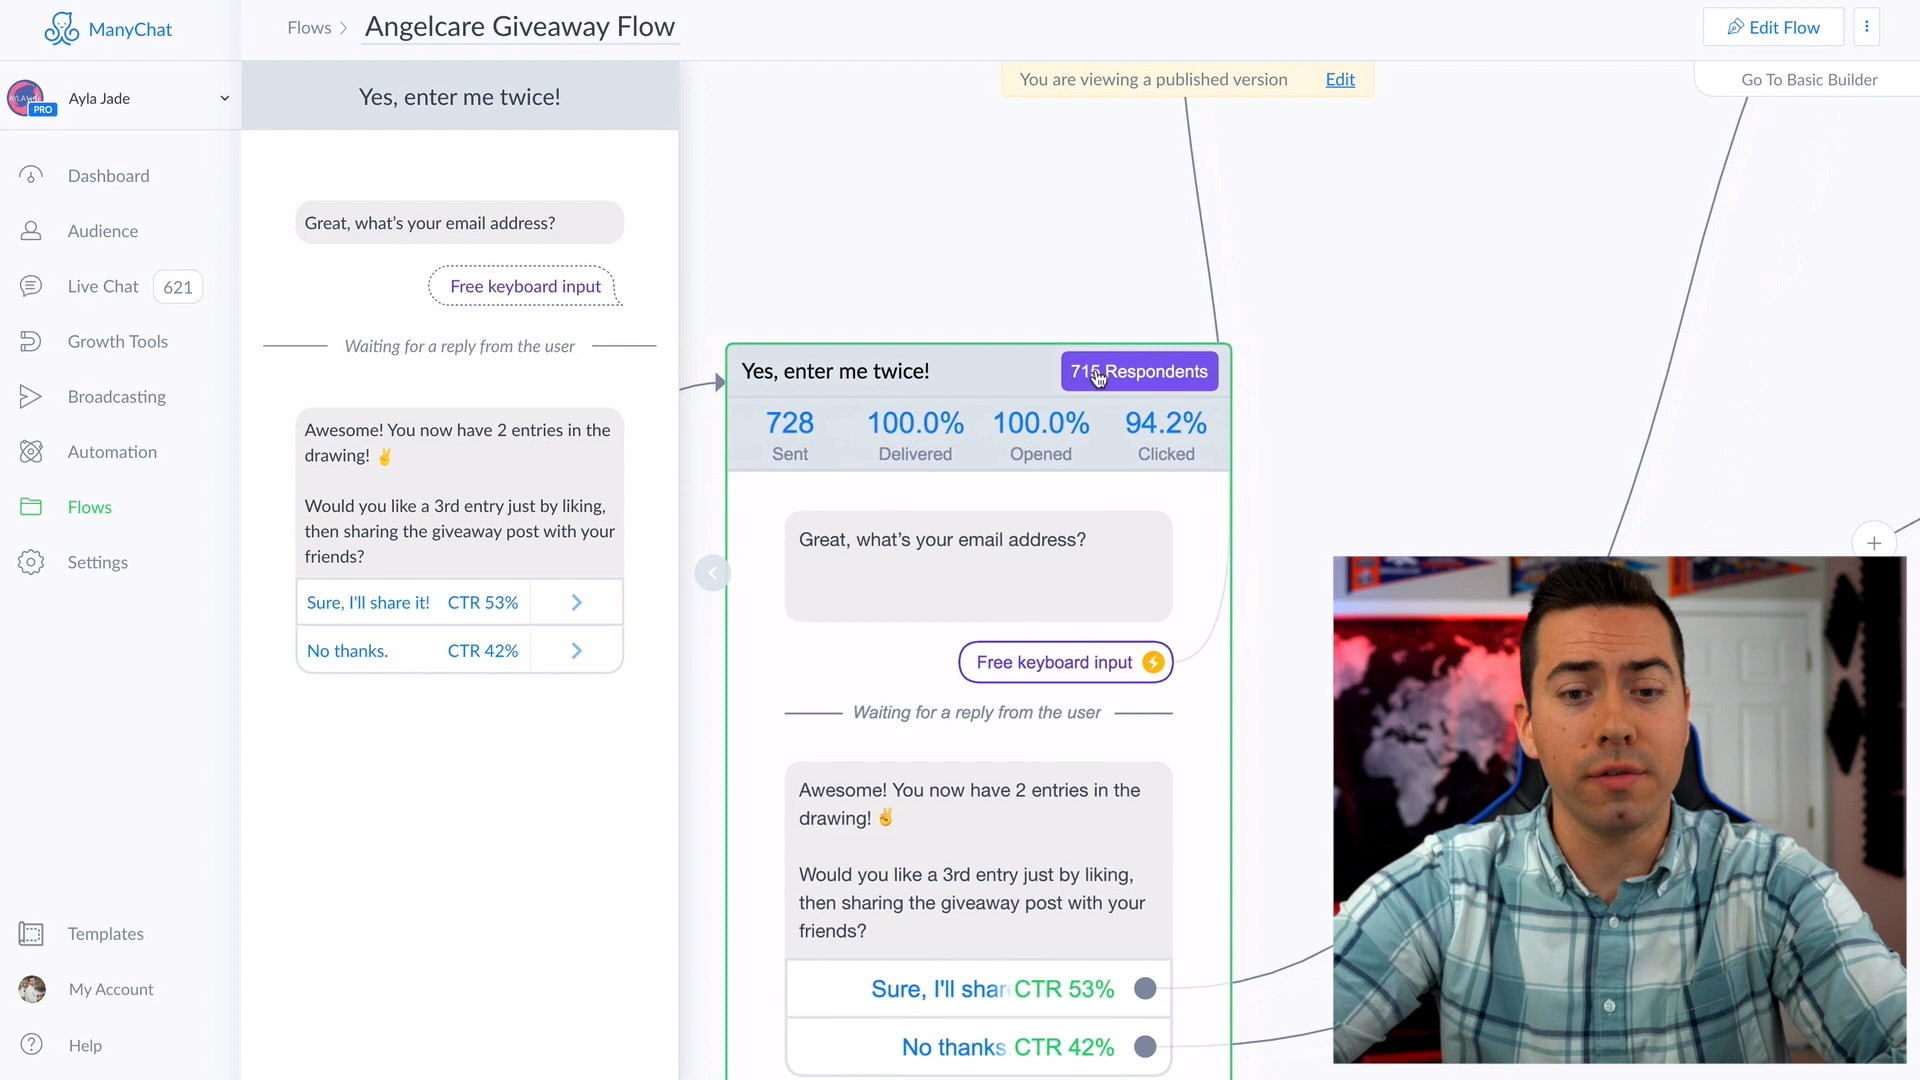 ManyChat
Flows
Angelcare Giveaway Flow
Edit Flow
PRO
Ayla Jade
Yes, enter me twice!
You are viewing a published version Edit
Go To Basic Builder
Dashboard
Audience
Live Chat 621
Growth Tools
Broadcasting
Automation
Flows
Settings
Templates
My Account
Help
Great, what's your email address?
Free keyboard input
Waiting for a reply from the user
Awesome! You now have 2 entries in the
drawing! ✌️
Would you like a 3rd entry just by liking,
then sharing the giveaway post with your
friends?
Sure, I'll share it! CTR 53%
No thanks. CTR 42%
Yes, enter me twice!
715 Respondents
728 100.0% 100.0% 94.2%
Sent Delivered Opened Clicked
Great, what's your email address?
Free keyboard input
Waiting for a reply from the user
Awesome! You now have 2 entries in the
drawing! ✌️
Would you like a 3rd entry just by liking,
then sharing the giveaway post with your
friends?
Sure, I'll shar CTR 53%
No thanks CTR 42%